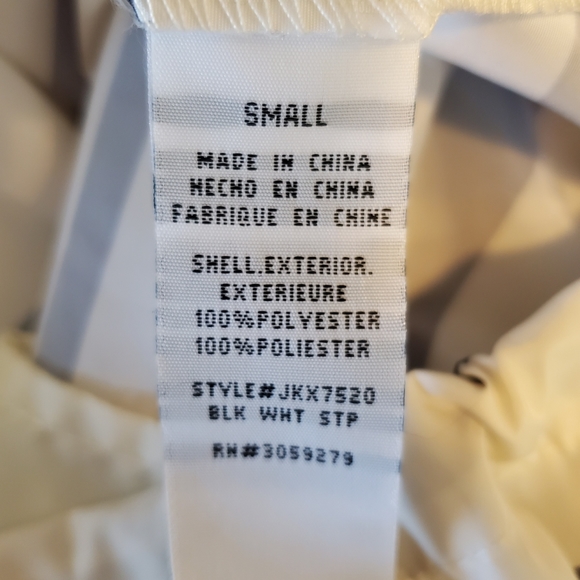 SMALL
MADE IN CHINA
HECHO EN CHINA
FABRIQUE EN CHINE
SHELL.EXTERIOR.
EXTERIEURE
100%POLYESTER
100%POLIESTER
STYLE#JKX7520
BLK WHT STP
RN#3059279